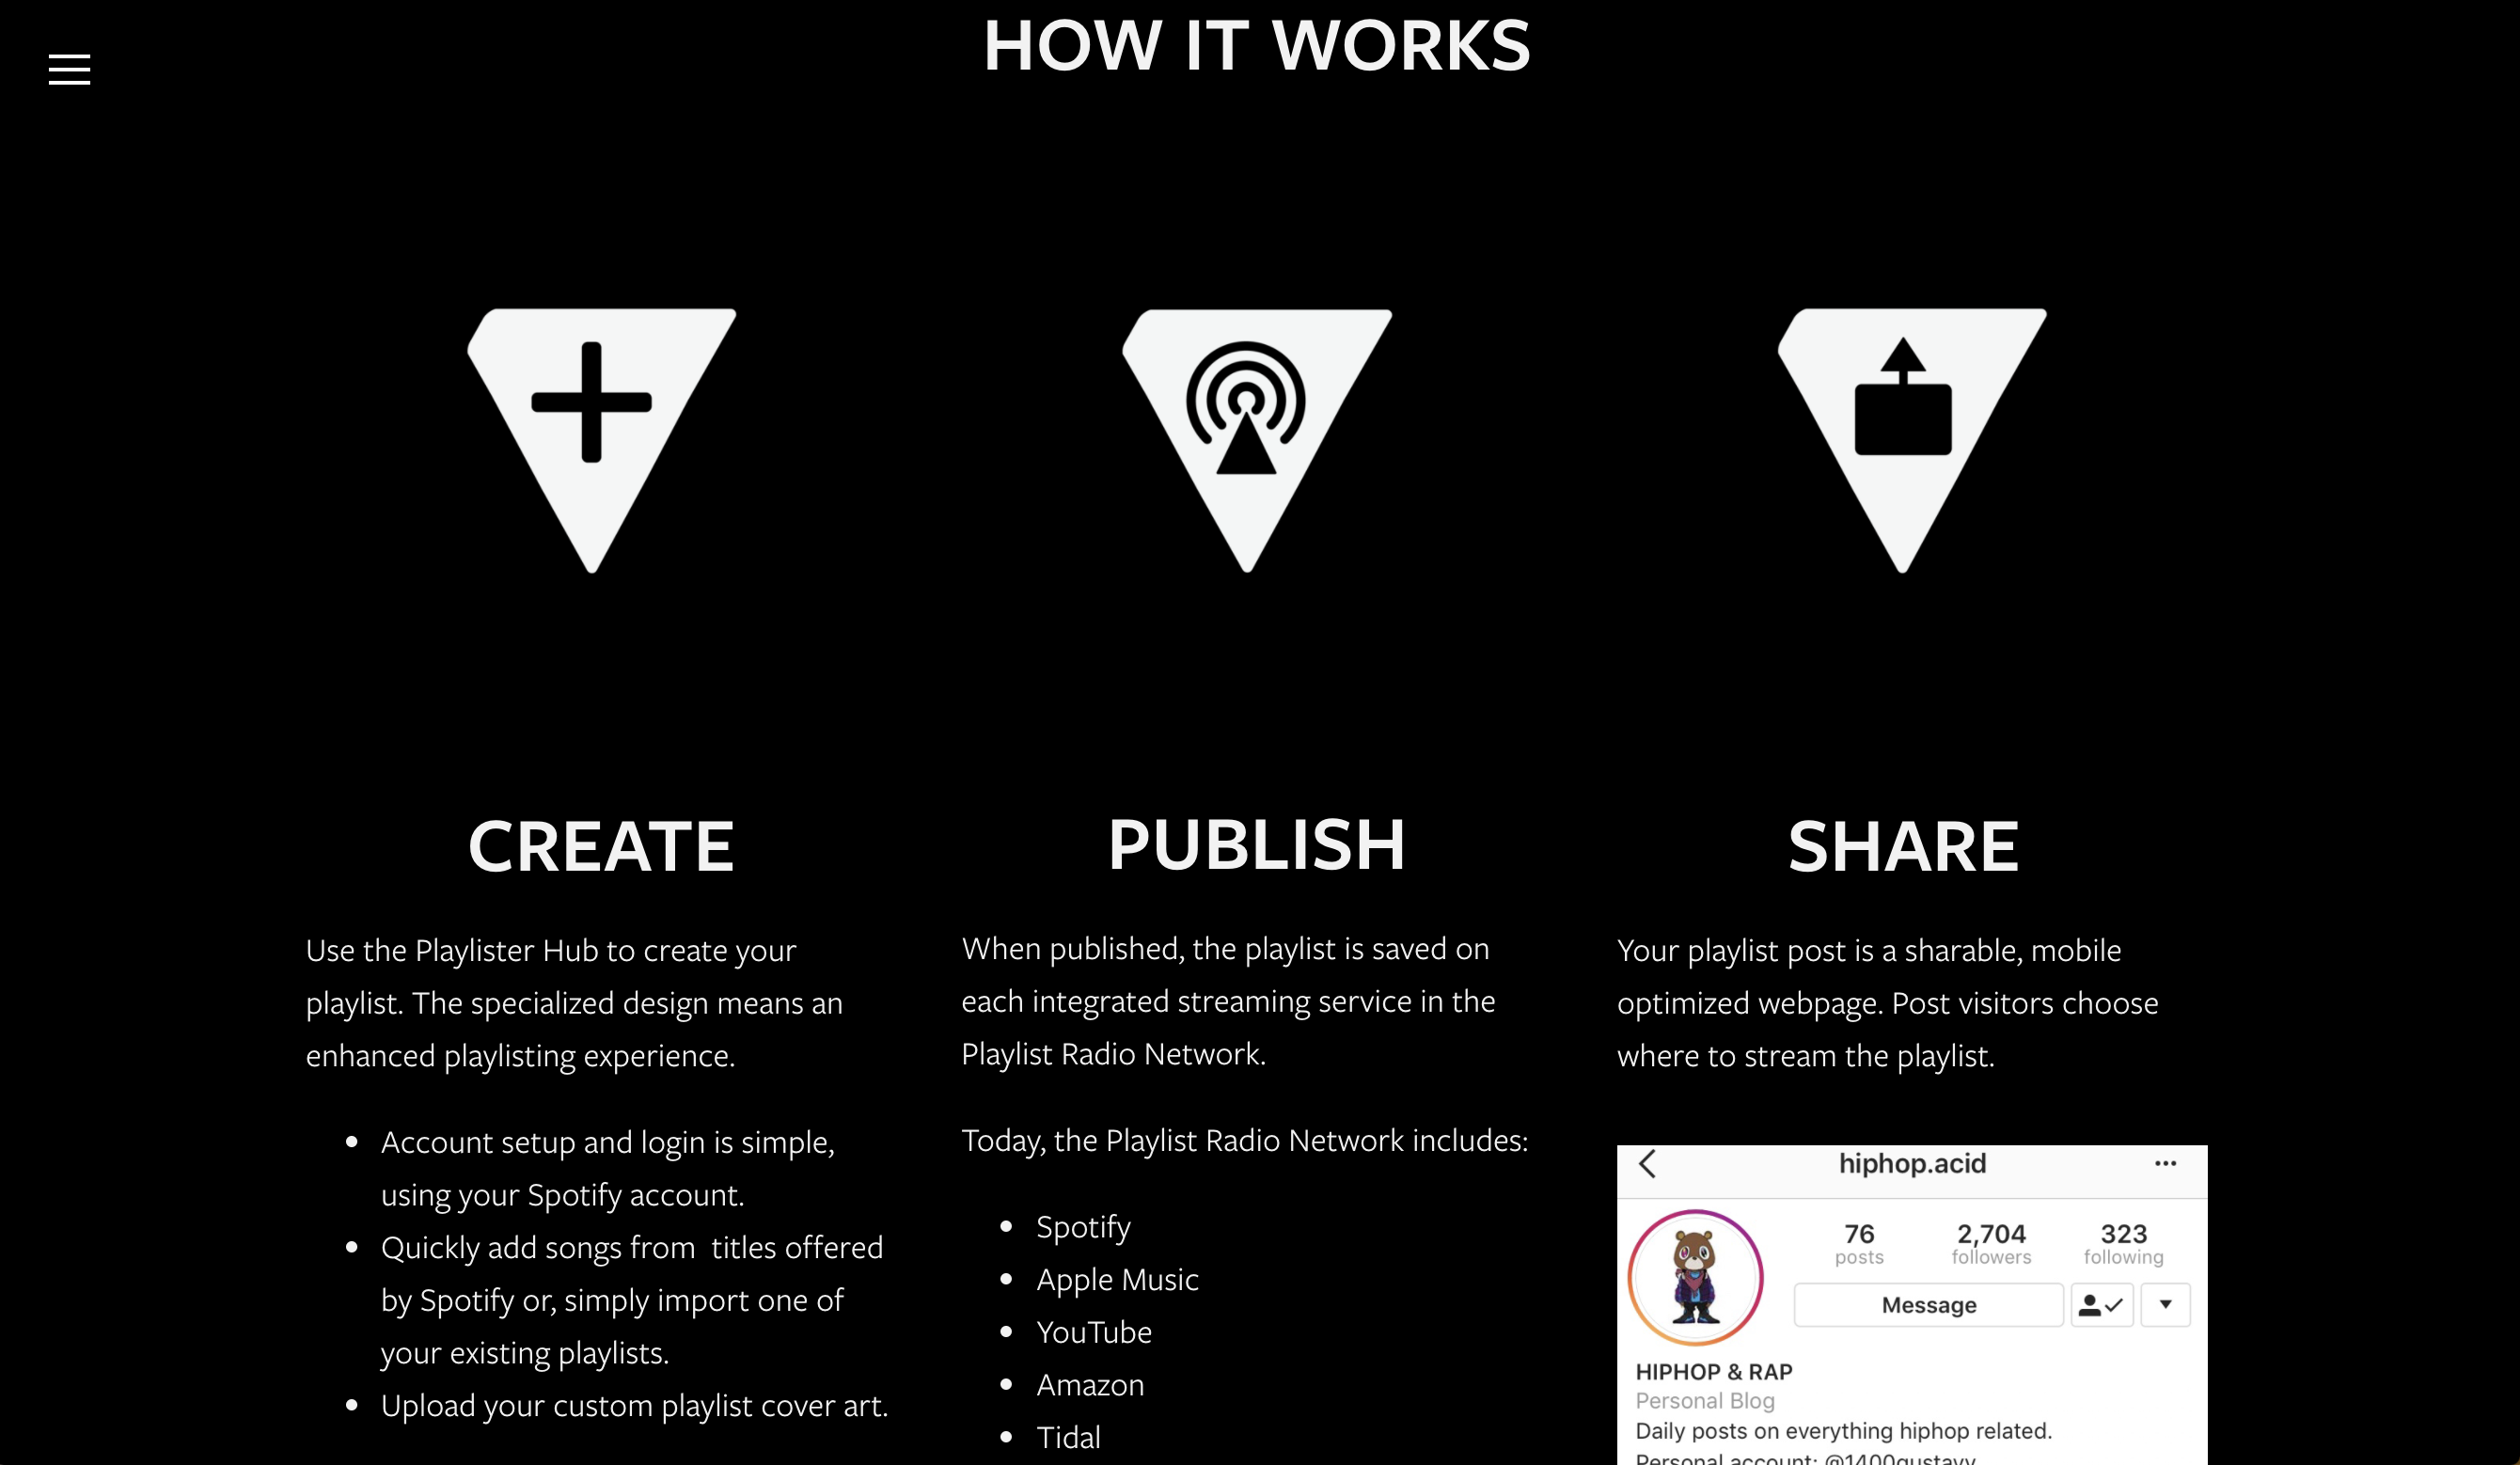 HOW IT WORKS
CREATE
Use the Playlister Hub to create your
playlist. The specialized design means an
enhanced playlisting experience.
Account setup and login is simple,
using your Spotify account.
Quickly add songs from  titles offered
by Spotify or, simply import one of
your existing playlists.
Upload your custom playlist cover art.
PUBLISH
When published, the playlist is saved on
each integrated streaming service in the
Playlist Radio Network.
Today, the Playlist Radio Network includes:
Spotify
Apple Music
YouTube
Amazon
Tidal
SHARE
Your playlist post is a sharable, mobile
optimized webpage. Post visitors choose
where to stream the playlist.
hiphop.acid
76 2,704 323
posts followers following
Message
HIPHOP & RAP
Personal Blog
Daily posts on everything hiphop related.
Personal account: @1400gustavv